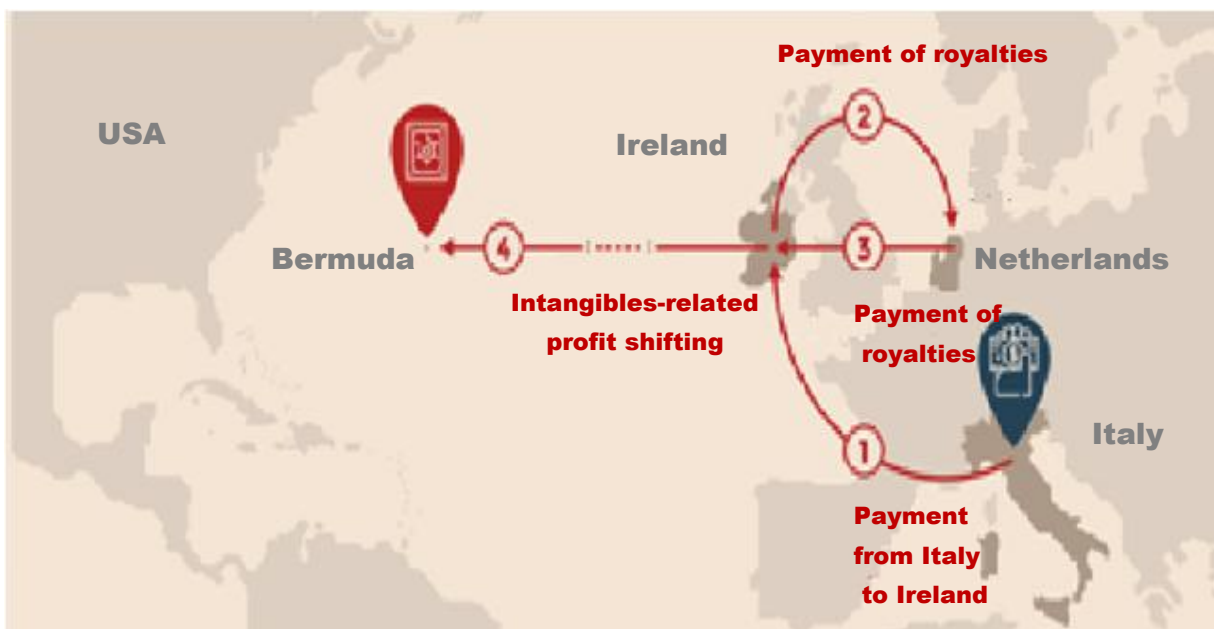 Payment of royalties
2
USA
Ireland
Bermuda
4
3
Netherlands
Intangibles-related
profit shifting
Payment of
royalties
1
Italy
Payment
from Italy
to Ireland